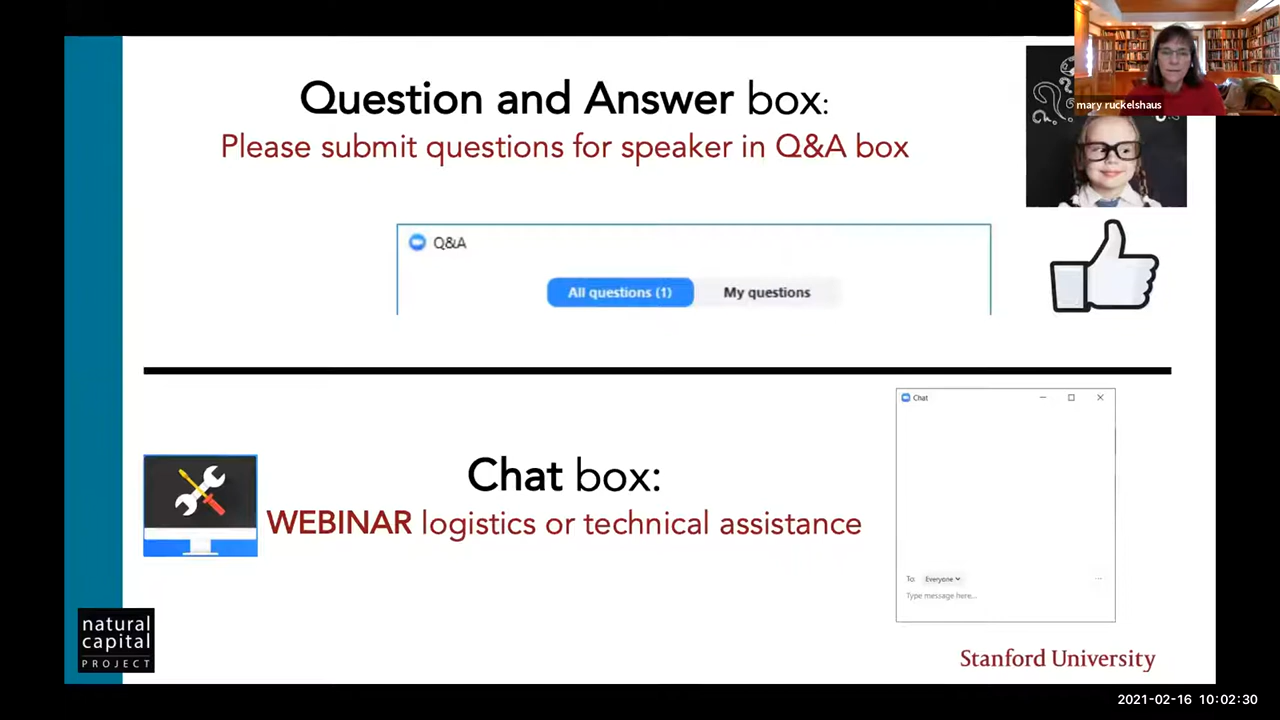 Question and Answer box:
Please submit questions for speaker in Q&A box
mary ruckelshaus
Q&A
All questions (1)
My questions
Chat
Chat box:
WEBINAR logistics or technical assistance
To: Everyone
Type message here...
natural
capital
PROJECT
Stanford University
2021-02-16 10:02:30